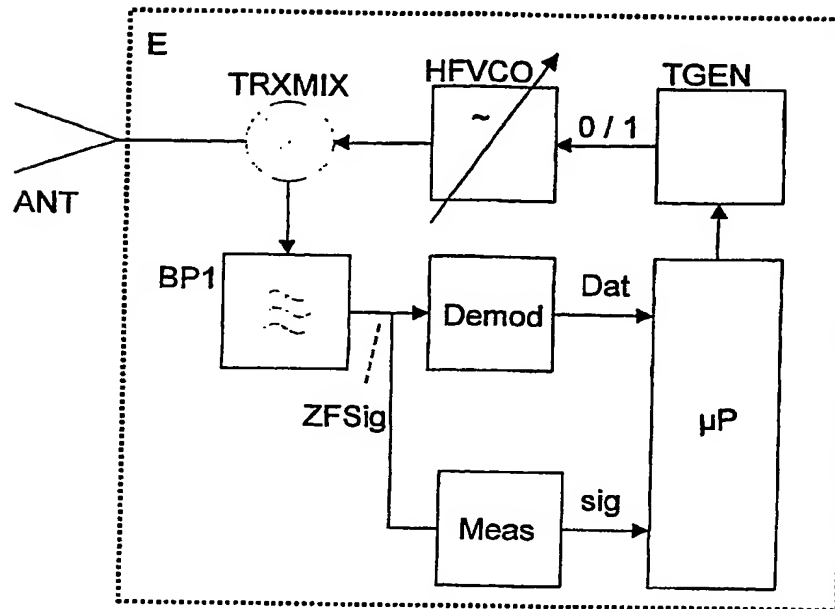 E
TRXMIX
HFVCO
TGEN
~
0 / 1
ANT
BP1
Demod
Dat
ZFSig
µP
Meas
sig